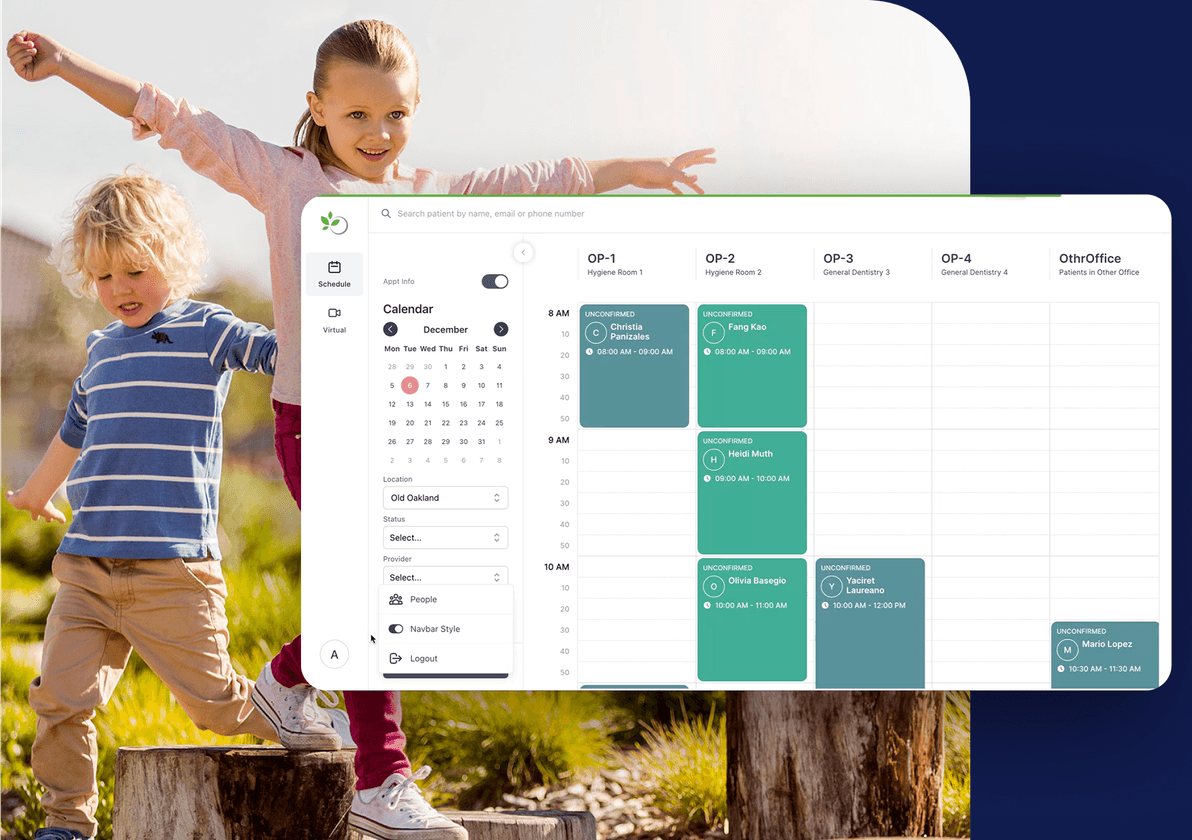 Search patient by name, email or phone number
Schedule
Virtual
A
Appt Info
Calendar
December
Mon Tue Wed Thu Fri Sat Sun
28 29 30 1 2 3 4
5 6 7 8 9 10 11
12 13 14 15 16 17 18
19 20 21 22 23 24 25
26 27 28 29 30 31 1
2 3 4 5 6 7 8
Location
Old Oakland
Status
Select...
Provider
Select...
People
Navbar Style
Logout
OP-1
Hygiene Room 1
OP-2
Hygiene Room 2
OP-3
General Dentistry 3
OP-4
General Dentistry 4
OthrOffice
Patients in Other Office
8 AM
10
20
30
40
50
9 AM
10
20
30
40
50
10 AM
10
20
30
40
50
UNCONFIRMED
C
Christia
Panizales
08:00 AM - 09:00 AM
UNCONFIRMED
F
Fang Kao
08:00 AM - 09:00 AM
UNCONFIRMED
H
Heidi Muth
09:00 AM - 10:00 AM
UNCONFIRMED
O
Olivia Basegio
10:00 AM - 11:00 AM
UNCONFIRMED
Y
Yaciret
Laureano
10:00 AM - 12:00 PM
UNCONFIRMED
M
Mario Lopez
10:30 AM - 11:30 AM